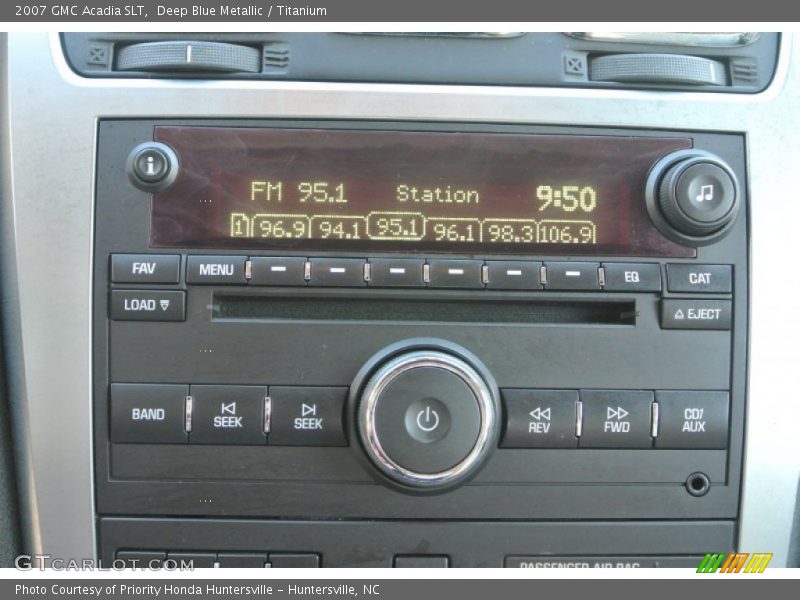 2007 GMC Acadia SLT, Deep Blue Metallic / Titanium
i
FM 95.1 Station 9:50
1 96.9 94.1 95.1 96.1 98.3 106.9
FAV MENU EQ CAT
LOAD EJECT
BAND SEEK SEEK REV FWD CD/
AUX
PASSENGER AIR BAG
GTCARLOT.COM
Photo Courtesy of Priority Honda Huntersville - Huntersville, NC